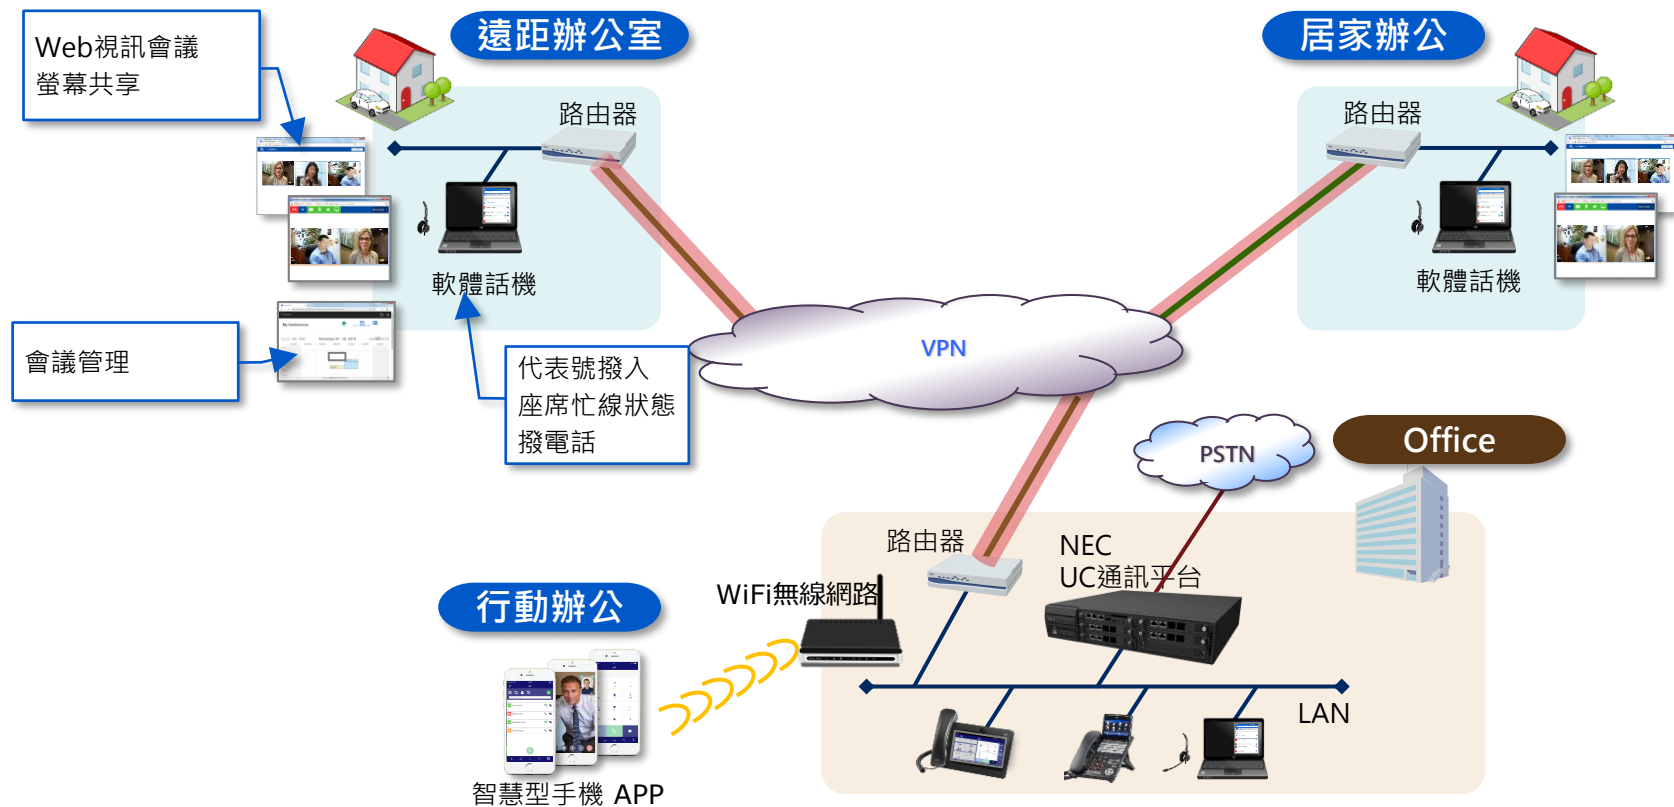 Web視訊會議
螢幕共享
遠距辦公室
居家辦公
路由器
路由器
軟體話機
軟體話機
My Conferences
會議管理
代表號撥入
座席忙線狀態
撥電話
VPN
PSTN
Office
路由器
NEC
UC通訊平台
WiFi無線網路
行動辦公
LAN
智慧型手機 APP